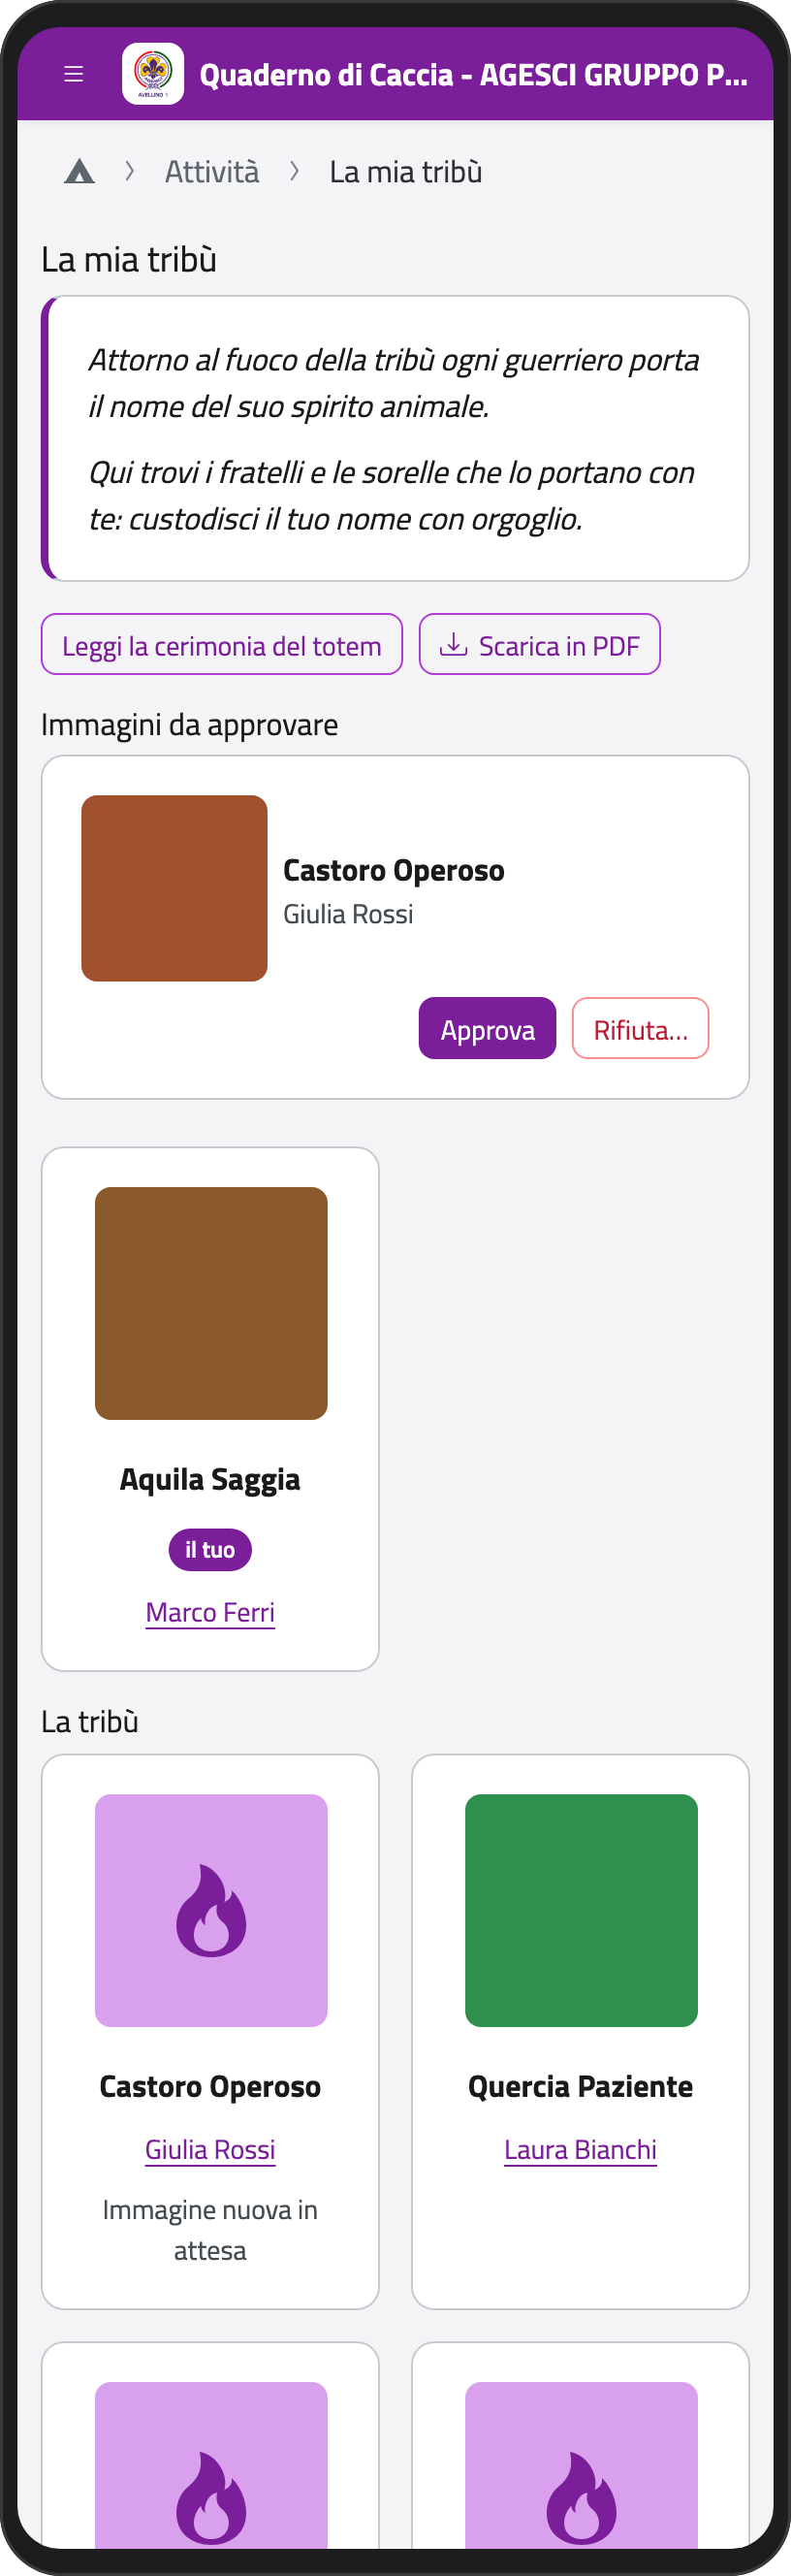 AVELLINO 1
Quaderno di Caccia - AGESCI GRUPPO P...
Attività
La mia tribù
La mia tribù
Attorno al fuoco della tribù ogni guerriero porta
il nome del suo spirito animale.
Qui trovi i fratelli e le sorelle che lo portano con
te: custodisci il tuo nome con orgoglio.
Leggi la cerimonia del totem
Scarica in PDF
Immagini da approvare
Castoro Operoso
Giulia Rossi
Approva
Rifiuta...
Aquila Saggia
il tuo
Marco Ferri
La tribù
Castoro Operoso
Giulia Rossi
Immagine nuova in
attesa
Quercia Paziente
Laura Bianchi